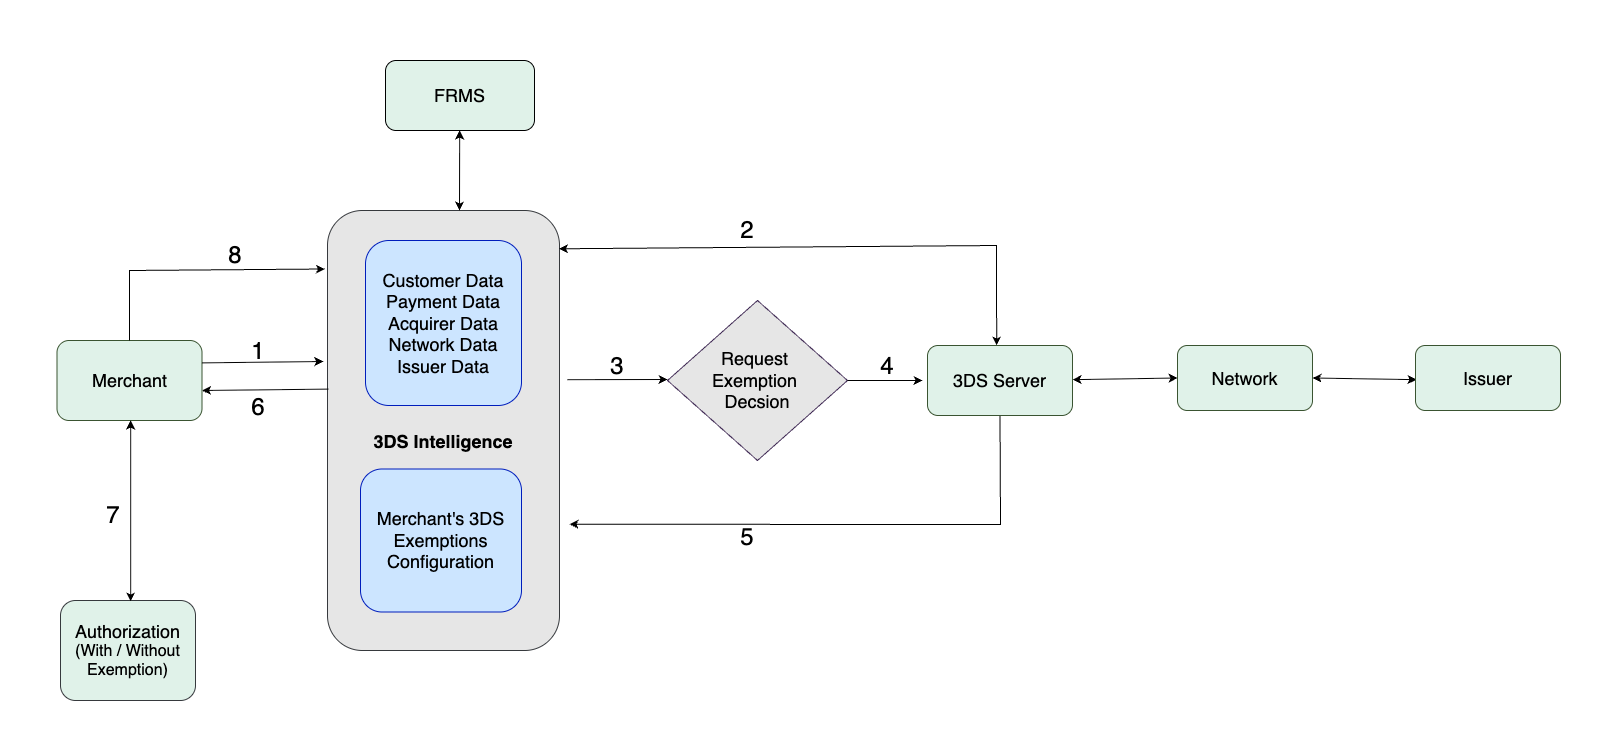 FRMS
2
8
Customer Data
Payment Data
Acquirer Data
Network Data
Issuer Data
1
Merchant
6
3
Request
Exemption
Decsion
4
3DS Server
Network
Issuer
3DS Intelligence
7
Merchant's 3DS
Exemptions
Configuration
5
Authorization
(With / Without
Exemption)